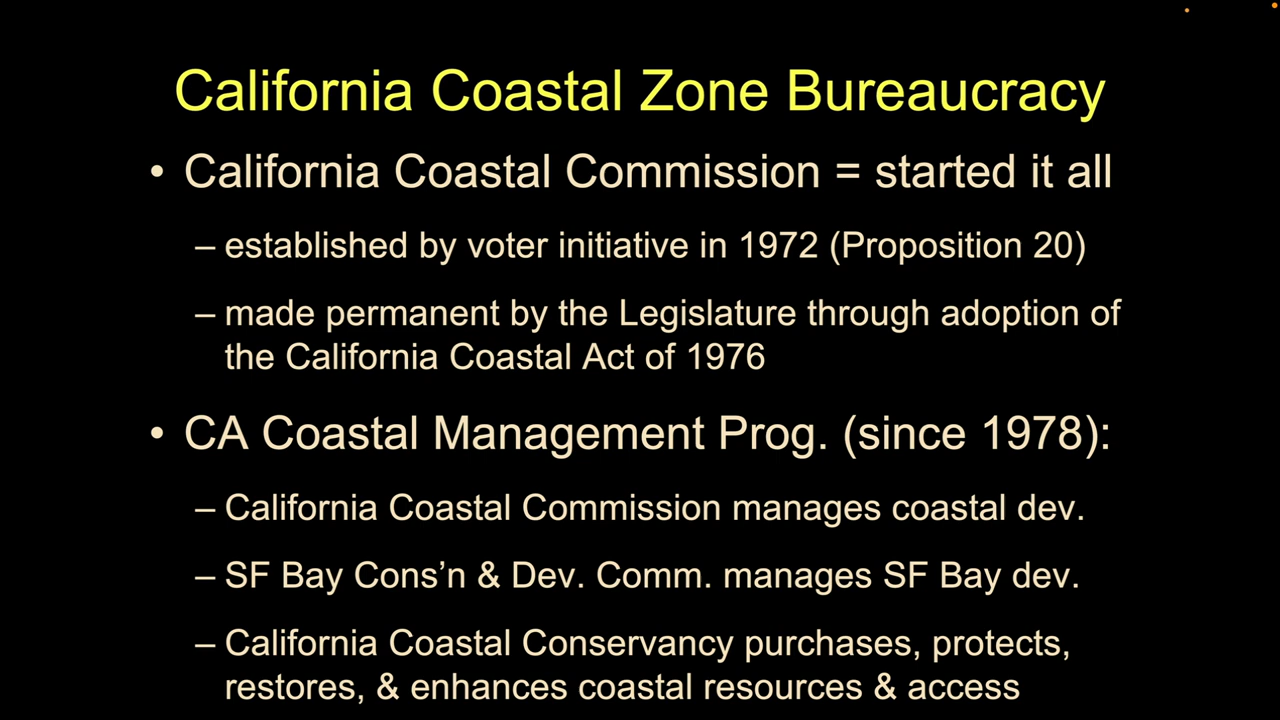 California Coastal Zone Bureaucracy
• California Coastal Commission = started it all
– established by voter initiative in 1972 (Proposition 20)
– made permanent by the Legislature through adoption of
the California Coastal Act of 1976
• CA Coastal Management Prog. (since 1978):
– California Coastal Commission manages coastal dev.
– SF Bay Cons’n & Dev. Comm. manages SF Bay dev.
– California Coastal Conservancy purchases, protects,
restores, & enhances coastal resources & access